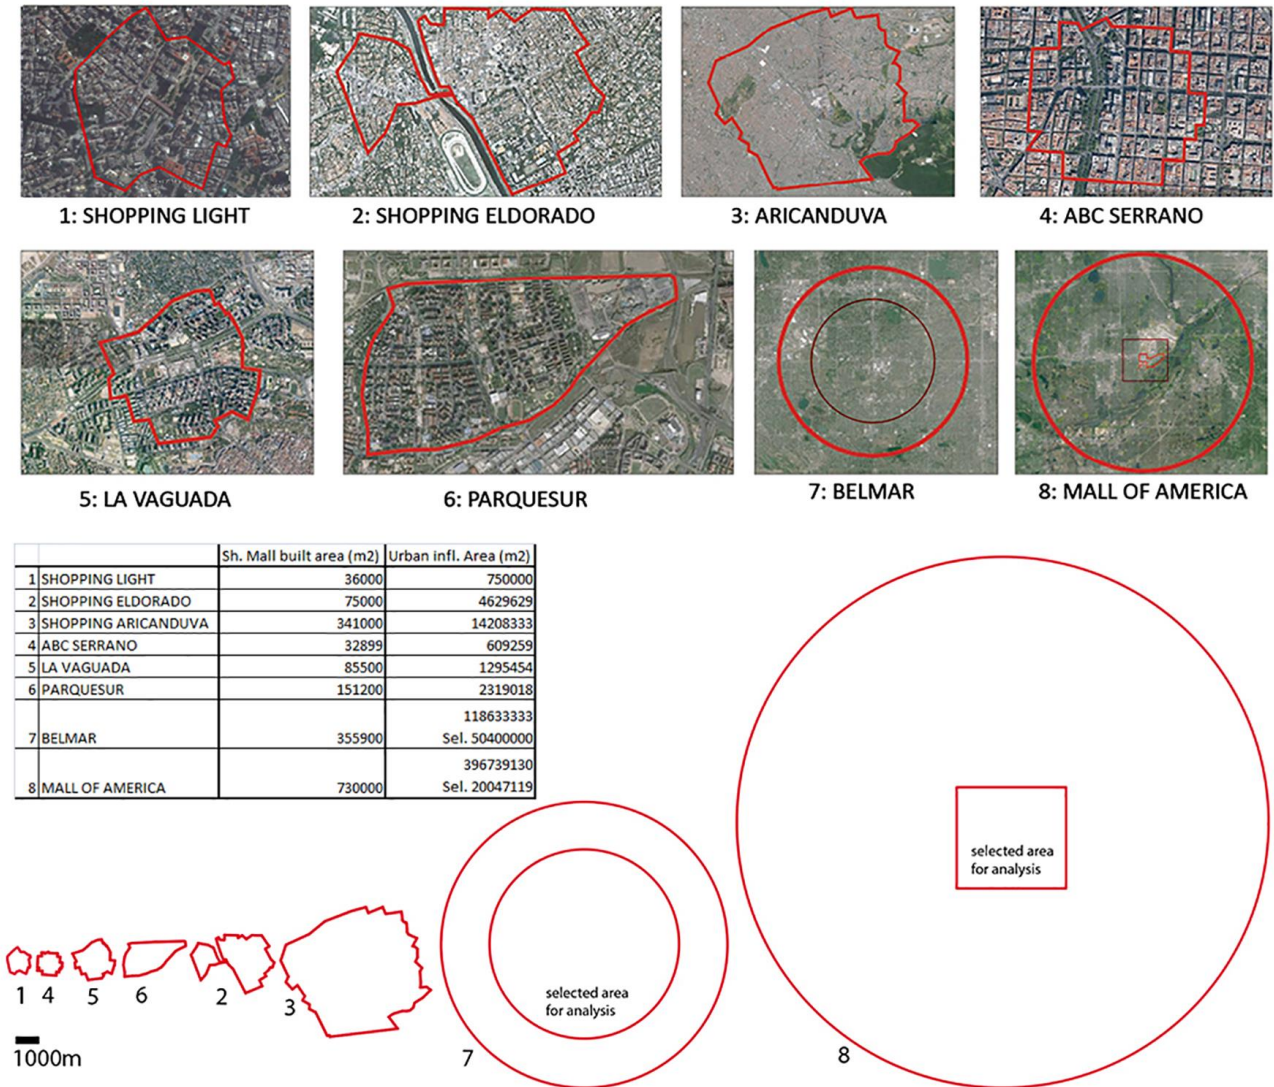 1: SHOPPING LIGHT
2: SHOPPING ELDORADO
3: ARICANDUVA
4: ABC SERRANO
5: LA VAGUADA
6: PARQUESUR
7: BELMAR
8: MALL OF AMERICA
Sh. Mall built area (m2) Urban infl. Area (m2)
1 SHOPPING LIGHT 36000 750000
2 SHOPPING ELDORADO 75000 4629629
3 SHOPPING ARICANDUVA 341000 14208333
4 ABC SERRANO 32899 609259
5 LA VAGUADA 85500 1295454
6 PARQUESUR 151200 2319018
118633333
7 BELMAR 355900 Sel. 50400000
396739130
8 MALL OF AMERICA 730000 Sel. 20047119
selected area
for analysis
selected area
for analysis
1 4 5 6 2 3
7
8
1000m